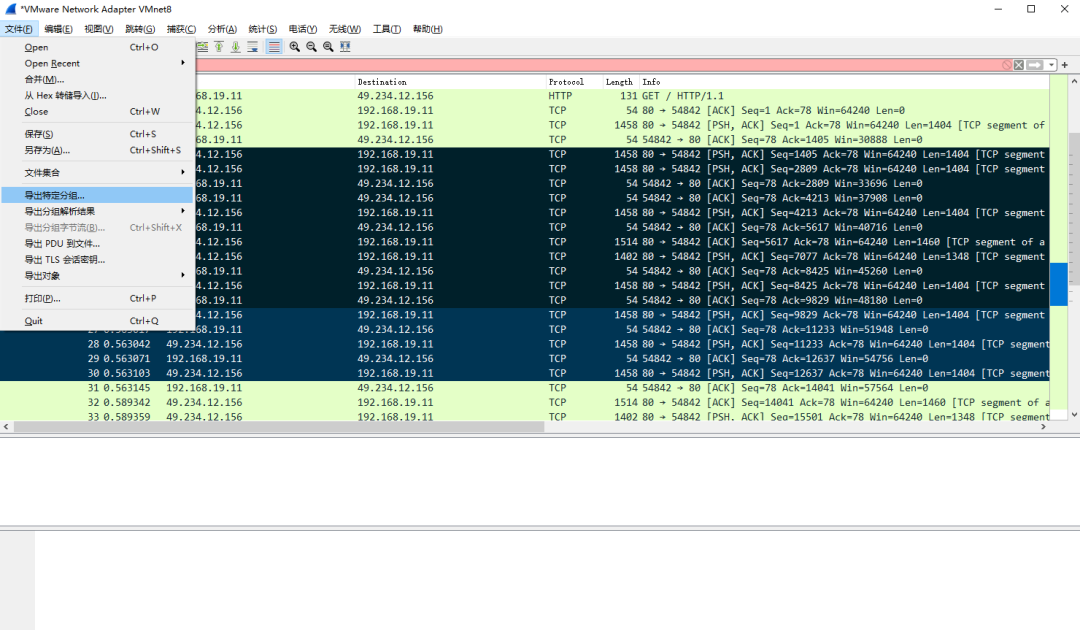 *VMware Network Adapter VMnet8
文件(F) 编辑(E) 视图(V) 跳转(G) 捕获(C) 分析(A) 统计(S) 电话(Y) 无线(W) 工具(T) 帮助(H)
Open Ctrl+O
Open Recent
合并(M)...
从 Hex 转储导入(I)...
Close Ctrl+W
保存(S) Ctrl+S
另存为(A)... Ctrl+Shift+S
文件集合
导出特定分组...
导出分组解析结果
导出分组字节流(B)... Ctrl+Shift+X
导出 PDU 到文件...
导出 TLS 会话密钥...
导出对象
打印(P)... Ctrl+P
Quit Ctrl+Q
Destination Protocol Length Info
68.19.11 49.234.12.156 HTTP 131 GET / HTTP/1.1
4.12.156 192.168.19.11 TCP 54 80 → 54842 [ACK] Seq=1 Ack=78 Win=64240 Len=0
4.12.156 192.168.19.11 TCP 1458 80 → 54842 [PSH, ACK] Seq=1 Ack=78 Win=64240 Len=1404 [TCP segment of
68.19.11 49.234.12.156 TCP 54 54842 → 80 [ACK] Seq=78 Ack=1405 Win=30888 Len=0
4.12.156 192.168.19.11 TCP 1458 80 → 54842 [PSH, ACK] Seq=1405 Ack=78 Win=64240 Len=1404 [TCP segment
4.12.156 192.168.19.11 TCP 1458 80 → 54842 [PSH, ACK] Seq=2809 Ack=78 Win=64240 Len=1404 [TCP segment
68.19.11 49.234.12.156 TCP 54 54842 → 80 [ACK] Seq=78 Ack=2809 Win=33696 Len=0
68.19.11 49.234.12.156 TCP 54 54842 → 80 [ACK] Seq=78 Ack=4213 Win=37908 Len=0
4.12.156 192.168.19.11 TCP 1458 80 → 54842 [PSH, ACK] Seq=4213 Ack=78 Win=64240 Len=1404 [TCP segment
68.19.11 49.234.12.156 TCP 54 54842 → 80 [ACK] Seq=78 Ack=5617 Win=40716 Len=0
4.12.156 192.168.19.11 TCP 1514 80 → 54842 [ACK] Seq=5617 Ack=78 Win=64240 Len=1460 [TCP segment of a
4.12.156 192.168.19.11 TCP 1402 80 → 54842 [PSH, ACK] Seq=7077 Ack=78 Win=64240 Len=1348 [TCP segment
68.19.11 49.234.12.156 TCP 54 54842 → 80 [ACK] Seq=78 Ack=8425 Win=45260 Len=0
4.12.156 192.168.19.11 TCP 1458 80 → 54842 [PSH, ACK] Seq=8425 Ack=78 Win=64240 Len=1404 [TCP segment
68.19.11 49.234.12.156 TCP 54 54842 → 80 [ACK] Seq=78 Ack=9829 Win=48180 Len=0
4.12.156 192.168.19.11 TCP 1458 80 → 54842 [PSH, ACK] Seq=9829 Ack=78 Win=64240 Len=1404 [TCP segment
192.168.19.11 49.234.12.156 TCP 54 54842 → 80 [ACK] Seq=78 Ack=11233 Win=51948 Len=0
28 0.563042 49.234.12.156 192.168.19.11 TCP 1458 80 → 54842 [PSH, ACK] Seq=11233 Ack=78 Win=64240 Len=1404 [TCP segment
29 0.563071 192.168.19.11 49.234.12.156 TCP 54 54842 → 80 [ACK] Seq=78 Ack=12637 Win=54756 Len=0
30 0.563103 49.234.12.156 192.168.19.11 TCP 1458 80 → 54842 [PSH, ACK] Seq=12637 Ack=78 Win=64240 Len=1404 [TCP segment
31 0.563145 192.168.19.11 49.234.12.156 TCP 54 54842 → 80 [ACK] Seq=78 Ack=14041 Win=57564 Len=0
32 0.589342 49.234.12.156 192.168.19.11 TCP 1514 80 → 54842 [ACK] Seq=14041 Ack=78 Win=64240 Len=1460 [TCP segment of a
33 0.589359 49.234.12.156 192.168.19.11 TCP 1402 80 → 54842 [PSH, ACK] Seq=15501 Ack=78 Win=64240 Len=1348 [TCP segment